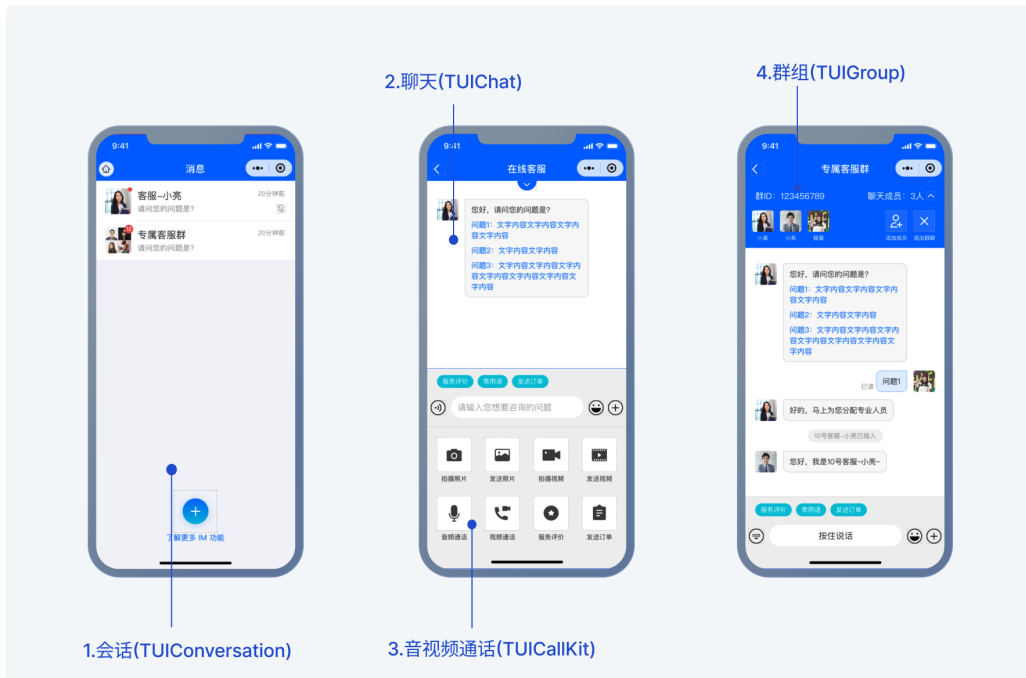 2.聊天(TUIChat)
4.群组(TUIGroup)
9:41
消息
客服-小亮
20分钟前
请问您的问题是?
专属客服群
20分钟前
请问您的问题是?
了解更多 IM 功能
1.会话(TUIConversation)
9:41
在线客服
您好，请问您的问题是?
问题1：文字内容文字内容文字内
容文字内容
问题2：文字内容文字内容
问题3：文字内容文字内容文字内
容文字内容文字内容文字内容文
字内容
服务评价
常用语
发送订单
请输入您想要咨询的问题
拍摄照片
发送照片
拍摄视频
发送视频
音频通话
视频通话
服务评价
发送订单
3.音视频通话(TUICallKit)
9:41
专属客服群
群ID：123456789
聊天成员：3人
小亮
添加成员
退出群聊
您好，请问您的问题是?
问题1：文字内容文字内容文字内
容文字内容
问题2：文字内容文字内容
问题3：文字内容文字内容文字内
容文字内容文字内容文字内容文
字内容
已读
问题1
好的，马上为您分配专业人员
10号客服-小亮已接入
您好，我是10号客服-小亮~
服务评价
常用语
发送订单
按住说话